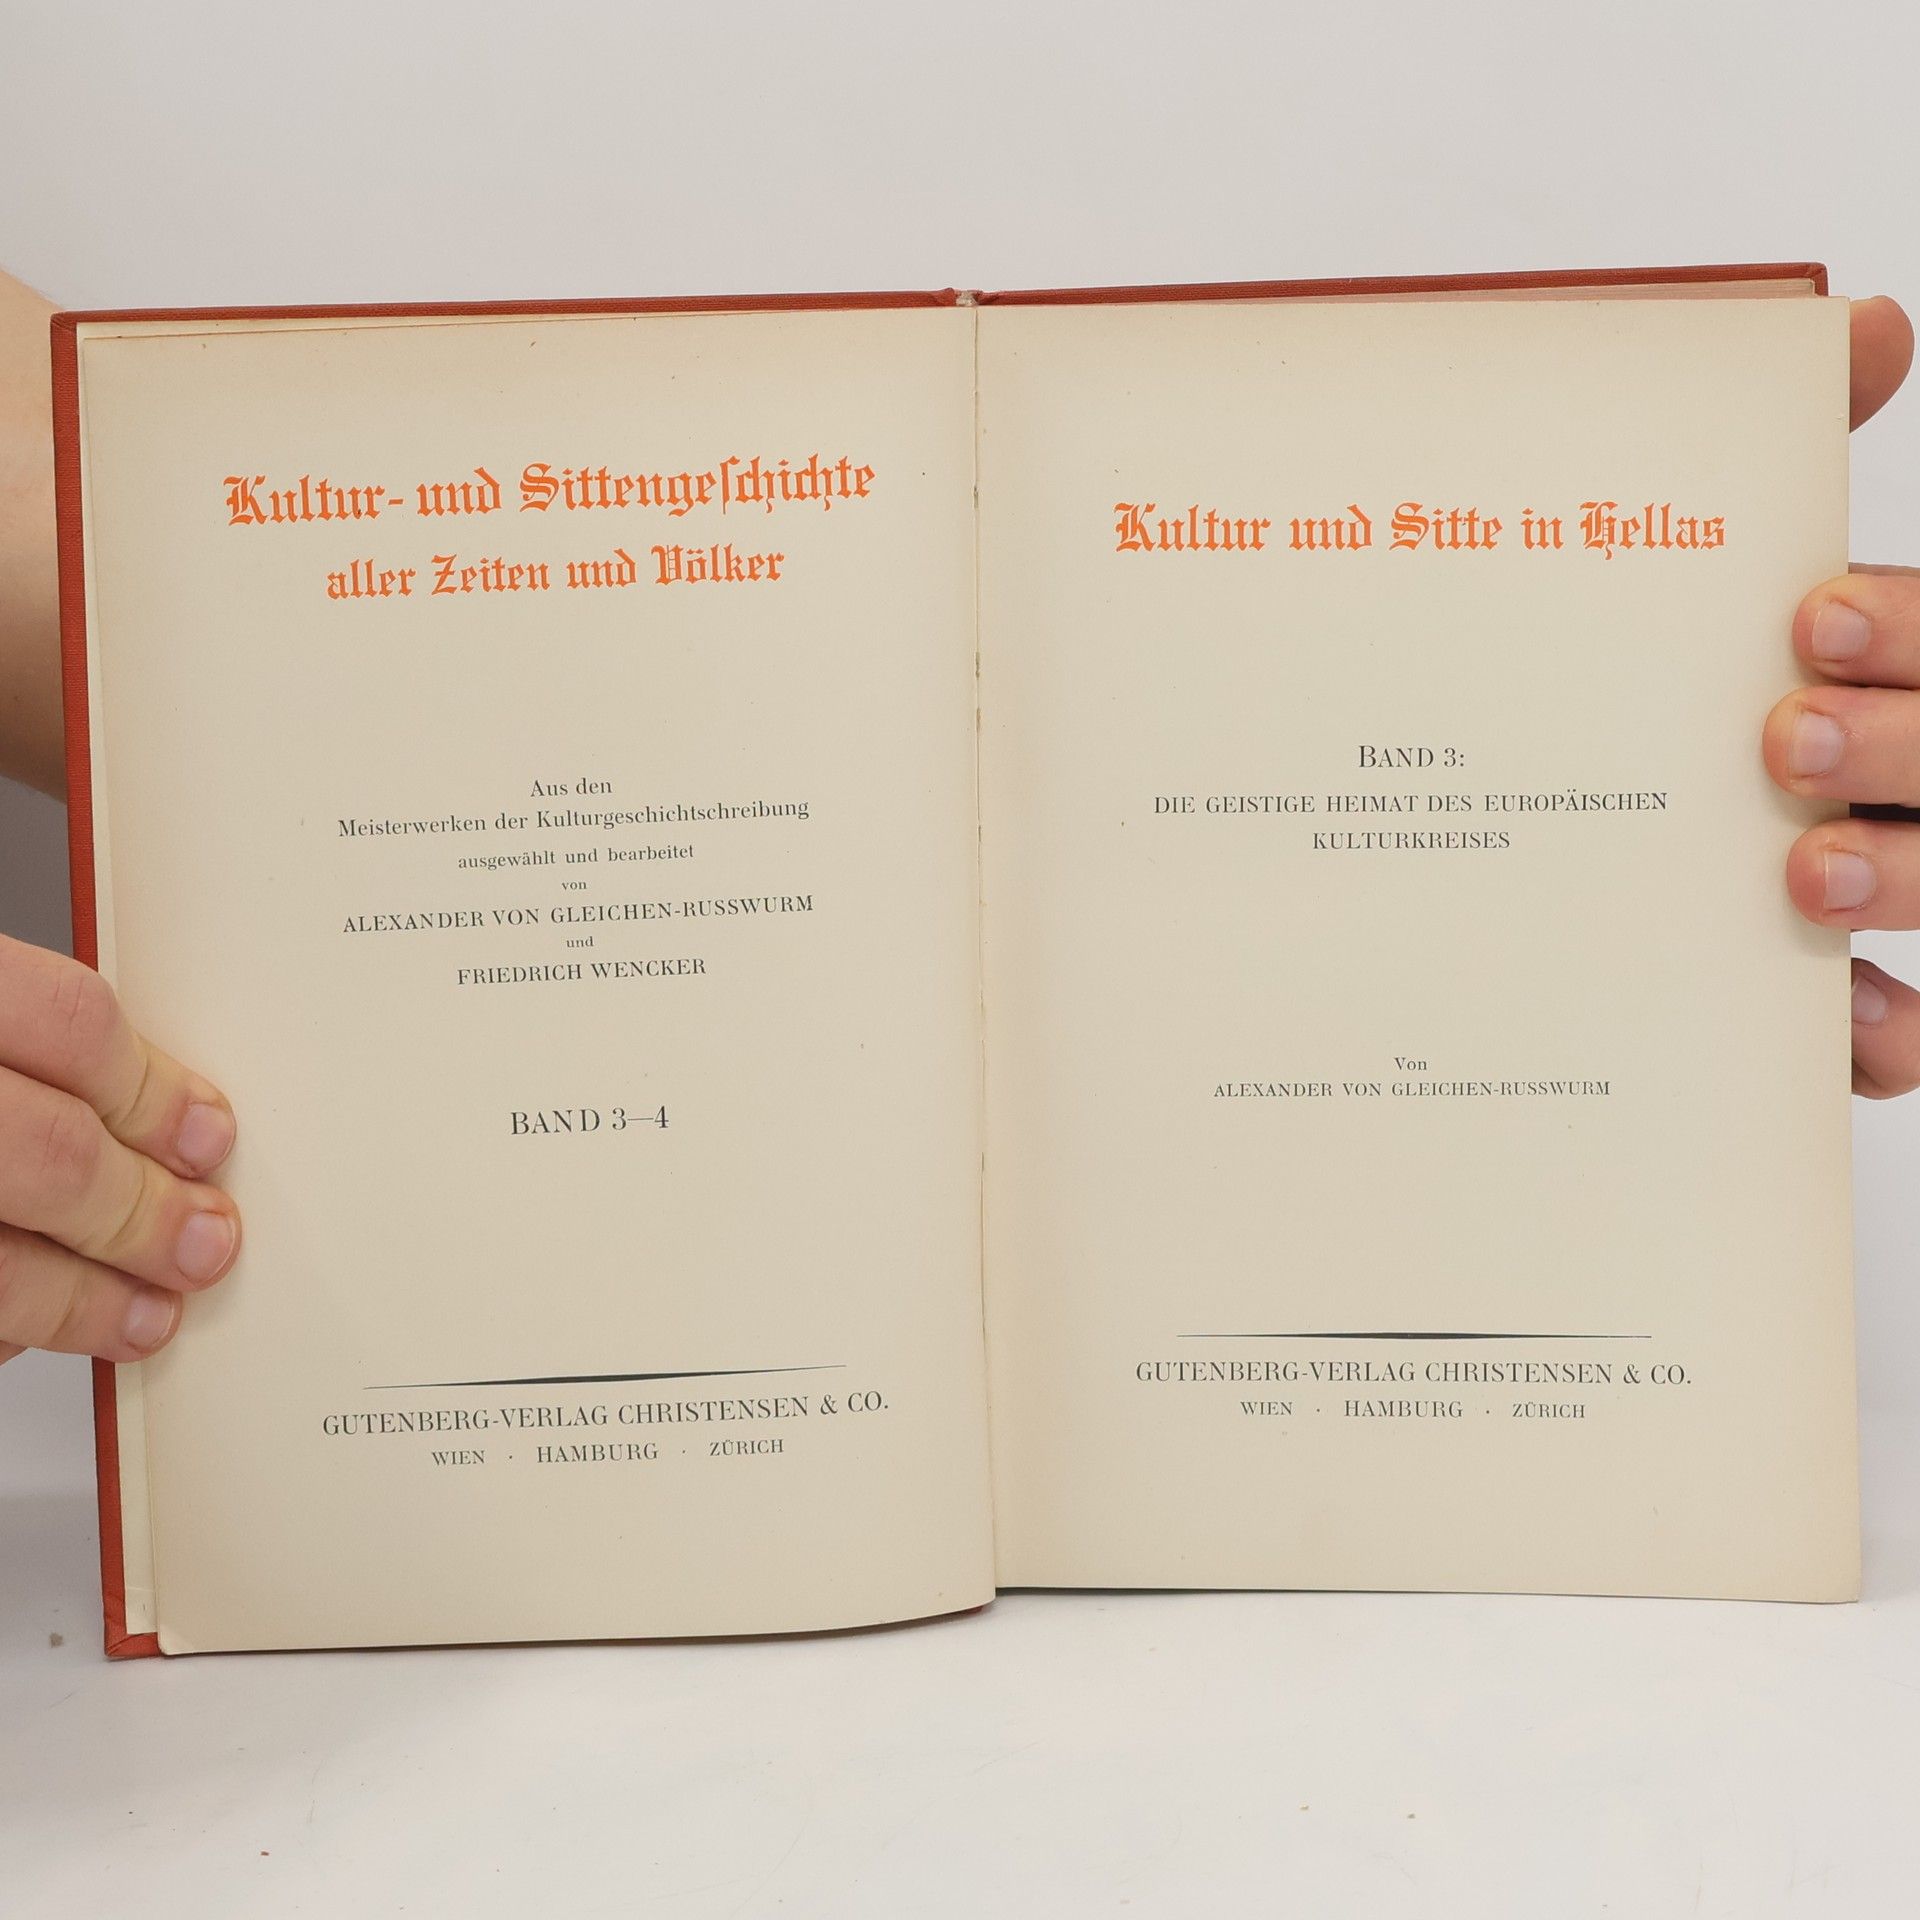 Kultur- und Sittengeſchichte
aller Zeiten und Völker
Aus den
Meisterwerken der Kulturgeschichtschreibung
ausgewählt und bearbeitet
von
ALEXANDER VON GLEICHEN-RUSSWURM
und
FRIEDRICH WENCKER
BAND 3—4
GUTENBERG-VERLAG CHRISTENSEN & CO.
WIEN · HAMBURG · ZÜRICH
Kultur und Sitte in Hellas
BAND 3:
DIE GEISTIGE HEIMAT DES EUROPÄISCHEN
KULTURKREISES
Von
ALEXANDER VON GLEICHEN-RUSSWURM
GUTENBERG-VERLAG CHRISTENSEN & CO.
WIEN · HAMBURG · ZÜRICH